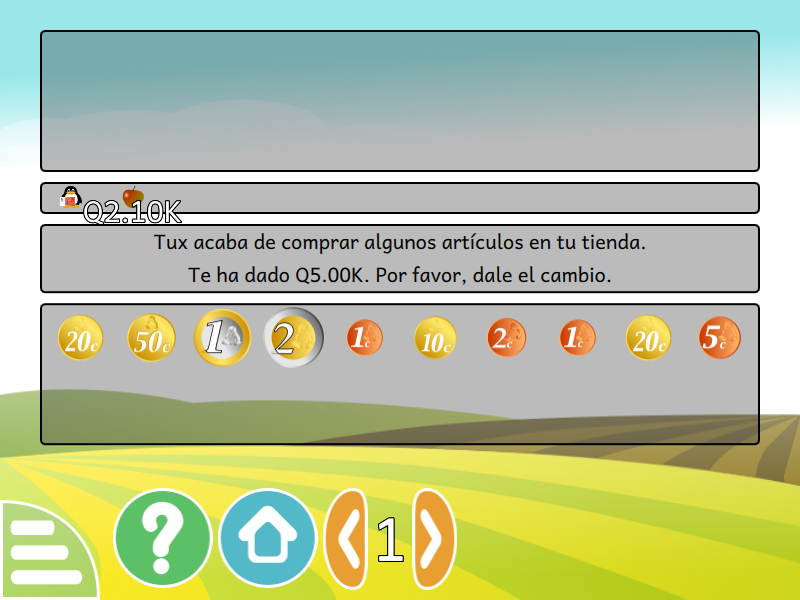 Q2.10K
Tux acaba de comprar algunos artículos en tu tienda.
Te ha dado Q5.00K. Por favor, dale el cambio.
20c 50c 1 2 1c 10c 2c 1c 20c 5c
? 1